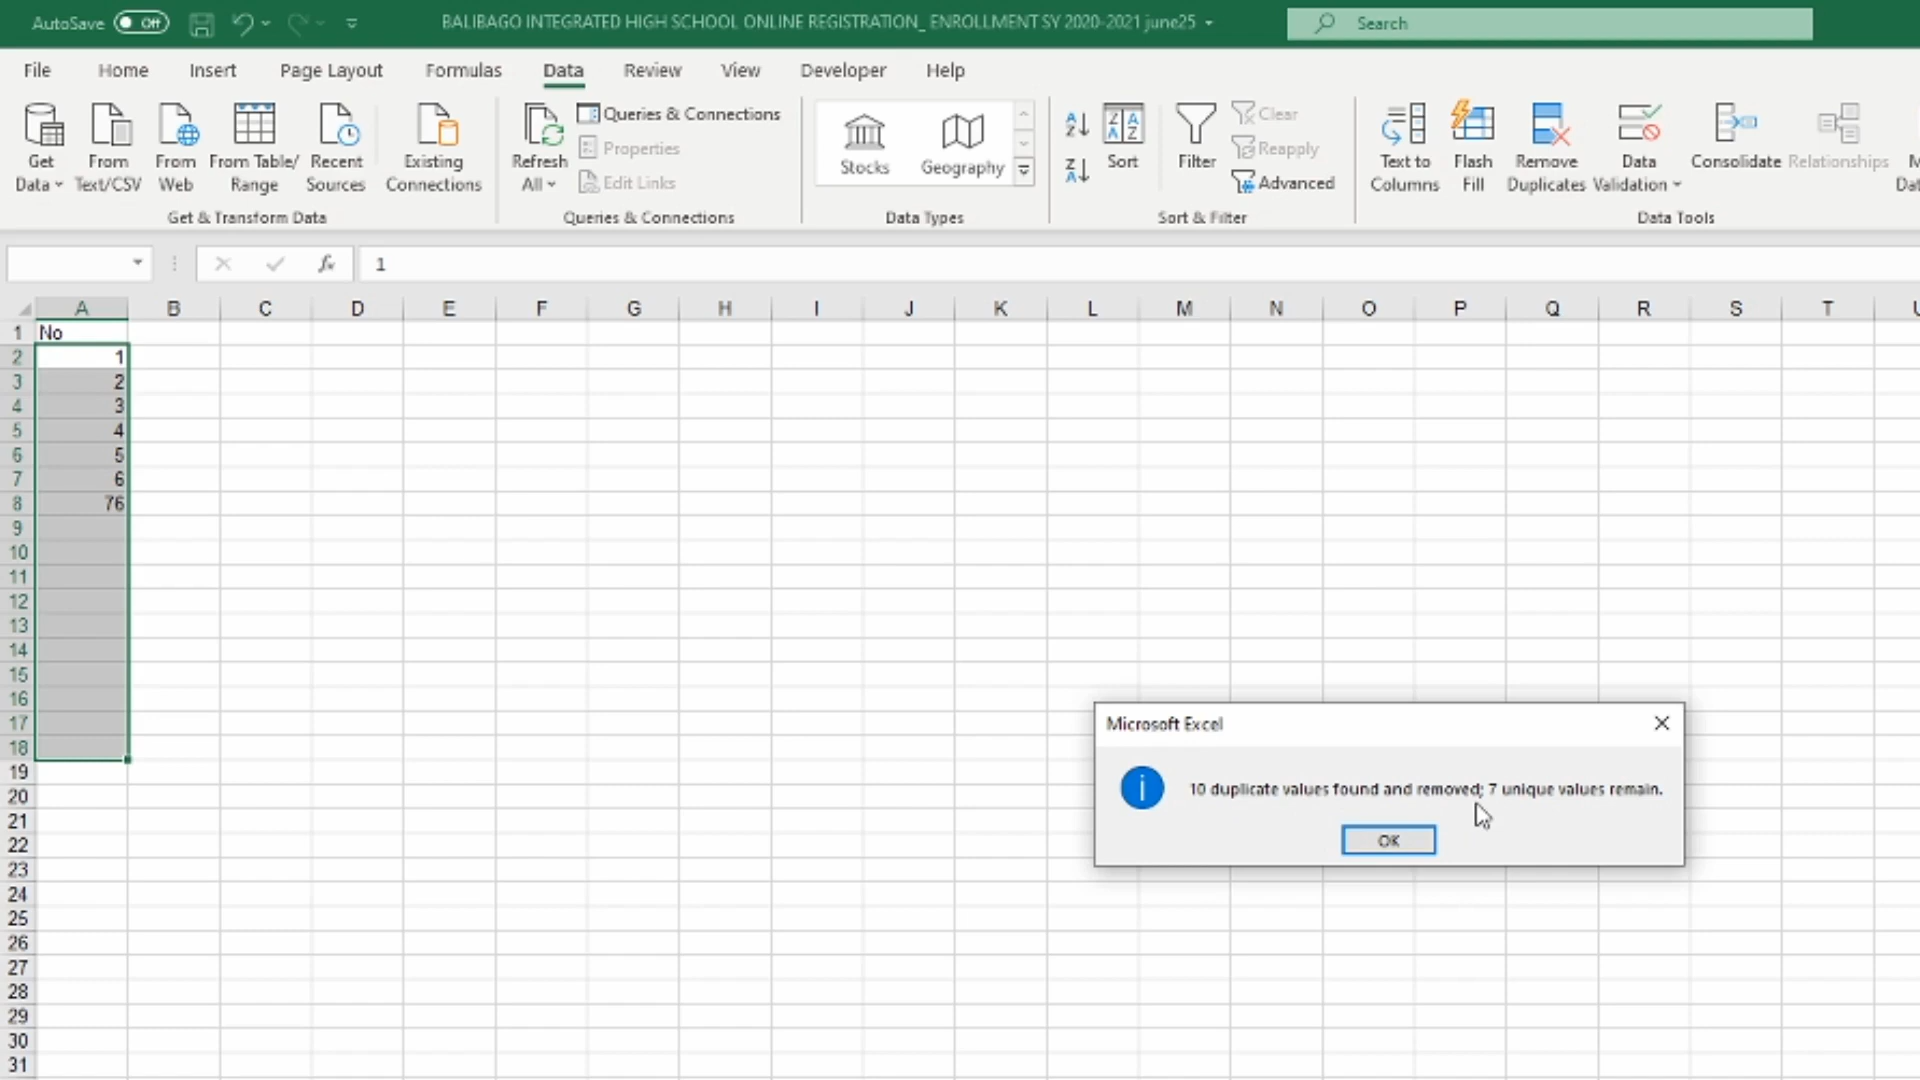 AutoSave Off BALIBAGO INTEGRATED HIGH SCHOOL ONLINE REGISTRATION_ ENROLLMENT SY 2020-2021 june25 Search
File Home Insert Page Layout Formulas Data Review View Developer Help
Get Data
From Text/CSV
From Web
From Table/ Range
Recent Sources
Existing Connections
Get & Transform Data
Refresh All
Queries & Connections
Properties
Edit Links
Queries & Connections
Stocks
Geography
Data Types
Sort
Filter
Clear
Reapply
Advanced
Sort & Filter
Text to Columns
Flash Fill
Remove Duplicates
Data Validation
Consolidate
Relationships
Data Tools
fx 1
A B C D E F G H I J K L M N O P Q R S T
1 No
2 1
3 2
4 3
5 4
6 5
7 6
8 76
9
10
11
12
13
14
15
16
17
18
19
20
21
22
23
24
25
26
27
28
29
30
31
Microsoft Excel
10 duplicate values found and removed; 7 unique values remain.
OK